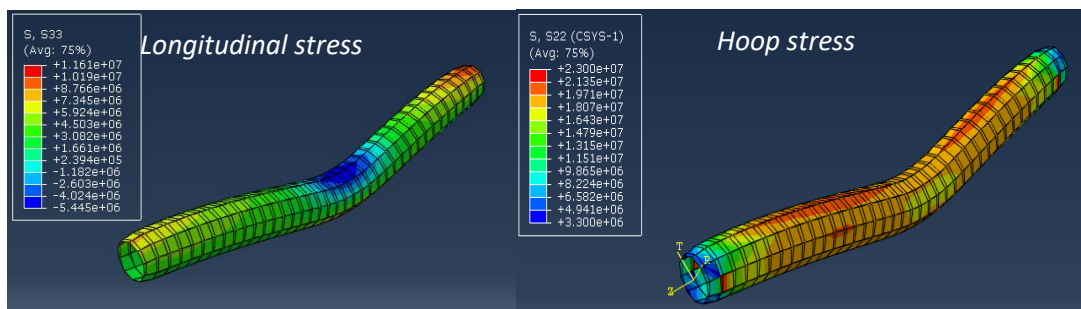 S, S33
(Avg: 75%)
+1.161e+07
+1.019e+07
+8.766e+06
+7.345e+06
+5.924e+06
+4.503e+06
+3.082e+06
+1.661e+06
+2.394e+05
-1.182e+06
-2.603e+06
-4.024e+06
-5.445e+06
Longitudinal stress
S, S22 (CSYS-1)
(Avg: 75%)
+2.300e+07
+2.135e+07
+1.971e+07
+1.807e+07
+1.643e+07
+1.479e+07
+1.315e+07
+1.151e+07
+9.865e+06
+8.224e+06
+6.582e+06
+4.941e+06
+3.300e+06
Hoop stress
T
R
Z